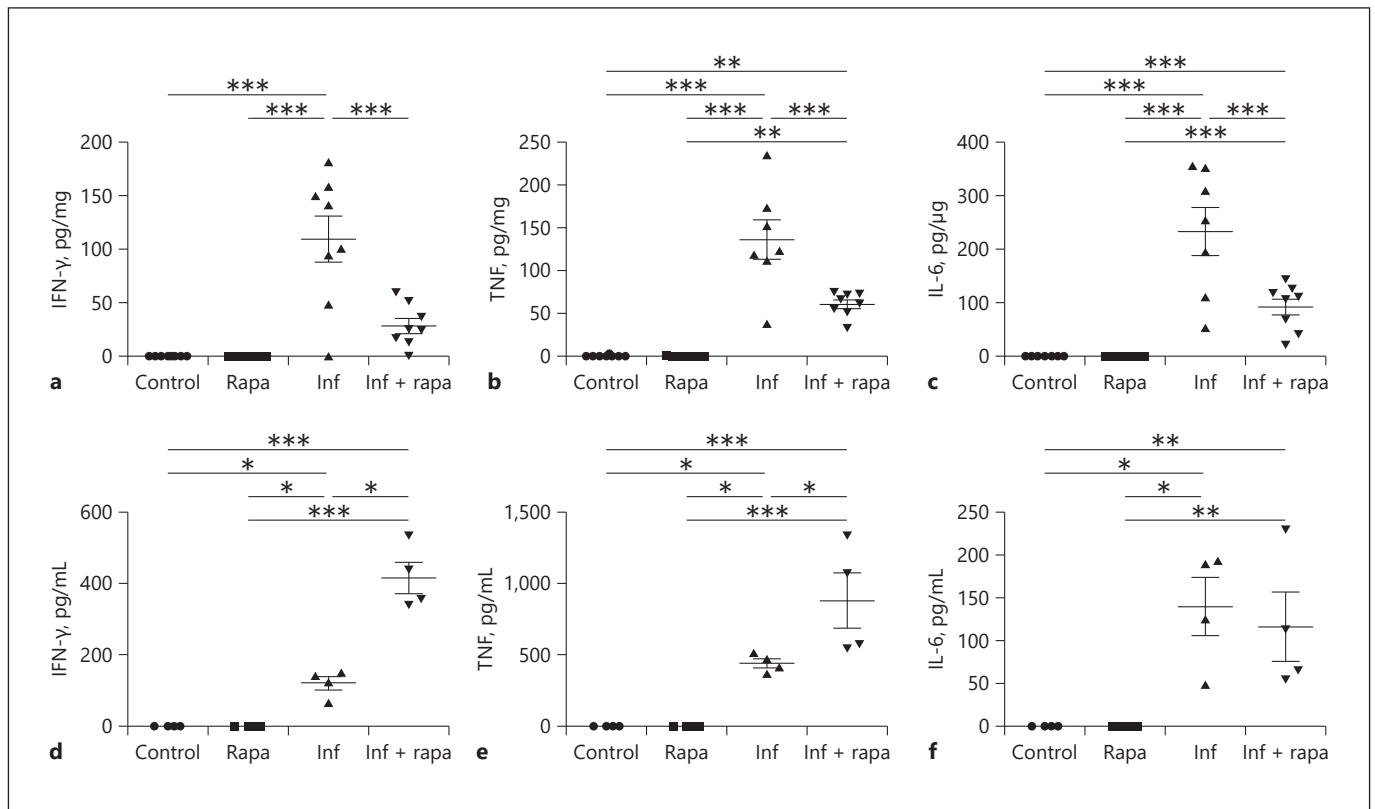 ***
***
***
200
150
100
50
0
IFN-γ, pg/mg
Control
Rapa
Inf
Inf + rapa
a
**
***
***
***
**
250
200
150
100
50
0
TNF, pg/mg
Control
Rapa
Inf
Inf + rapa
b
***
***
***
***
***
400
300
200
100
0
IL-6, pg/µg
Control
Rapa
Inf
Inf + rapa
c
***
*
*
*
***
600
400
200
0
IFN-γ, pg/mL
Control
Rapa
Inf
Inf + rapa
d
***
*
*
*
***
1,500
1,000
500
0
TNF, pg/mL
Control
Rapa
Inf
Inf + rapa
e
**
*
*
**
250
200
150
100
50
0
IL-6, pg/mL
Control
Rapa
Inf
Inf + rapa
f